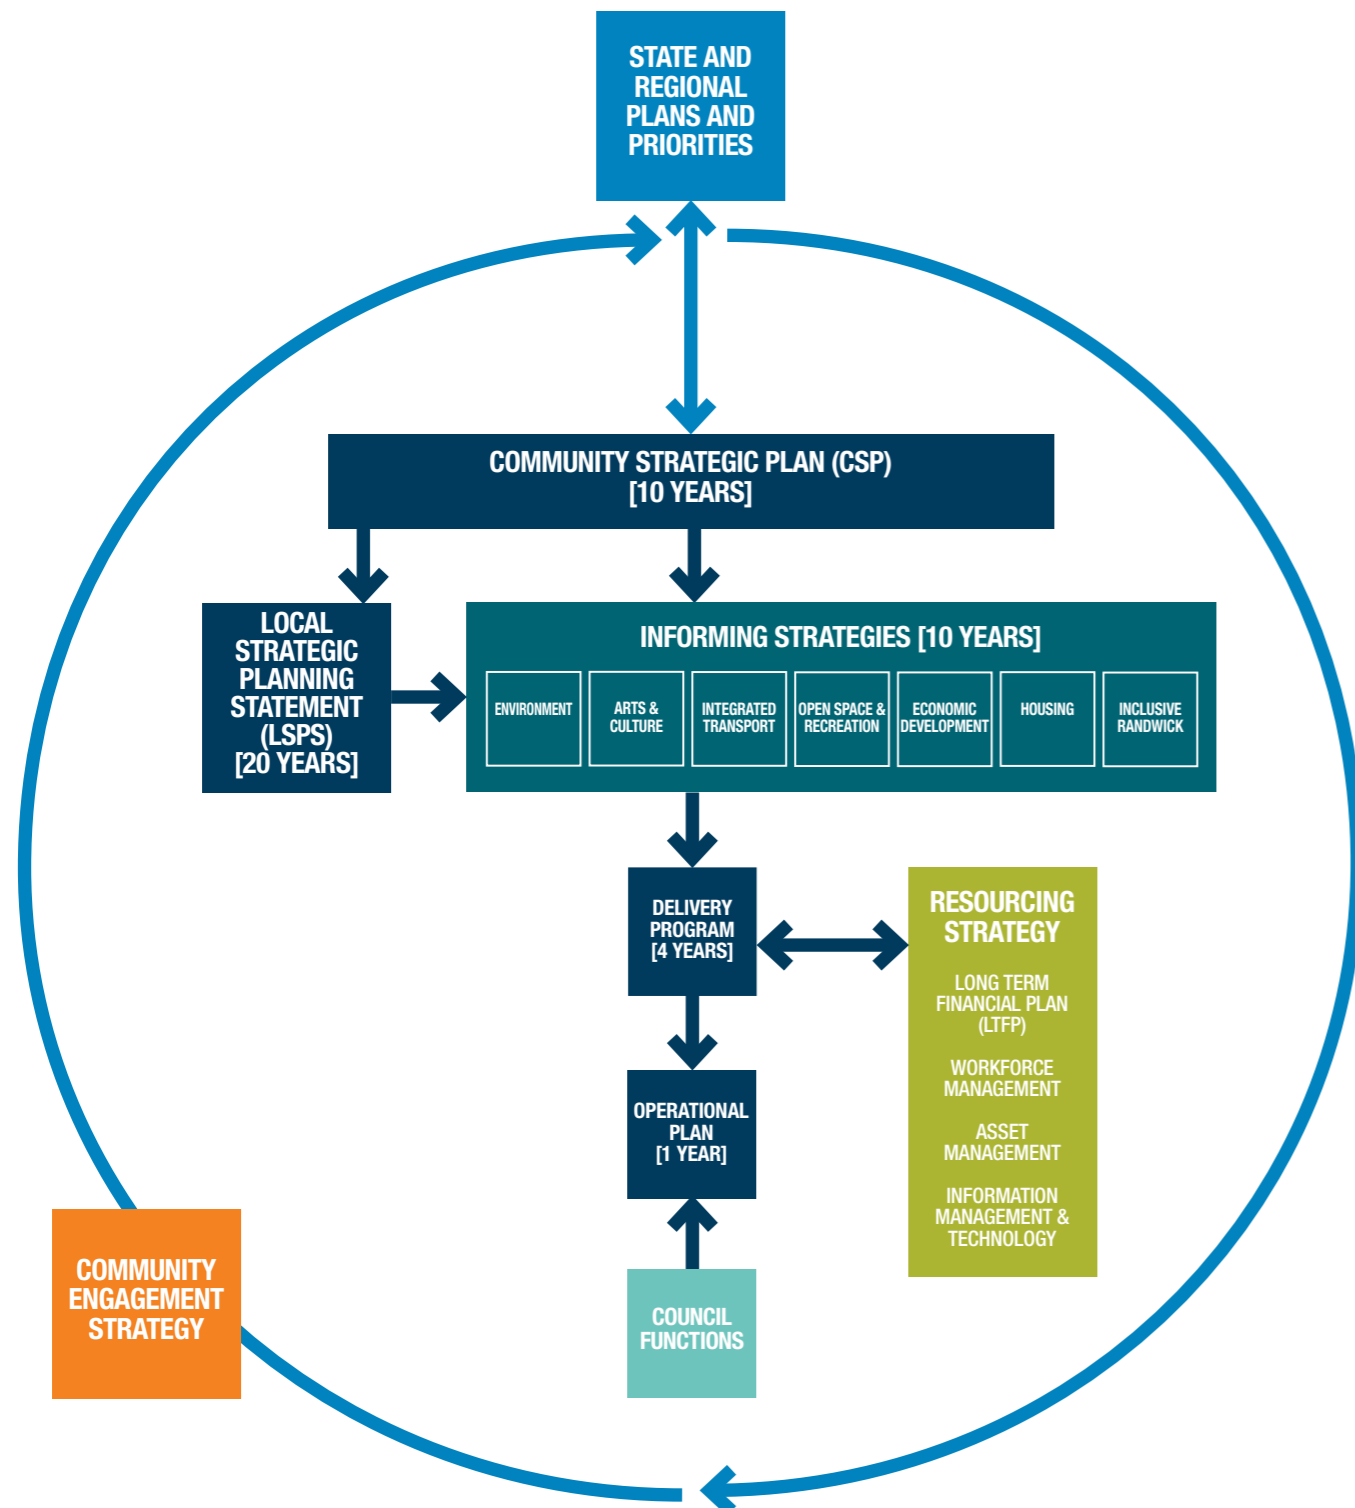 STATE AND
REGIONAL
PLANS AND
PRIORITIES
COMMUNITY STRATEGIC PLAN (CSP)
[10 YEARS]
LOCAL
STRATEGIC
PLANNING
STATEMENT
(LSPS)
[20 YEARS]
INFORMING STRATEGIES [10 YEARS]
ENVIRONMENT
ARTS &
CULTURE
INTEGRATED
TRANSPORT
OPEN SPACE &
RECREATION
ECONOMIC
DEVELOPMENT
HOUSING
INCLUSIVE
RANDWICK
DELIVERY
PROGRAM
[4 YEARS]
RESOURCING
STRATEGY
LONG TERM
FINANCIAL PLAN
(LTFP)
WORKFORCE
MANAGEMENT
ASSET
MANAGEMENT
INFORMATION
MANAGEMENT &
TECHNOLOGY
OPERATIONAL
PLAN
[1 YEAR]
COUNCIL
FUNCTIONS
COMMUNITY
ENGAGEMENT
STRATEGY